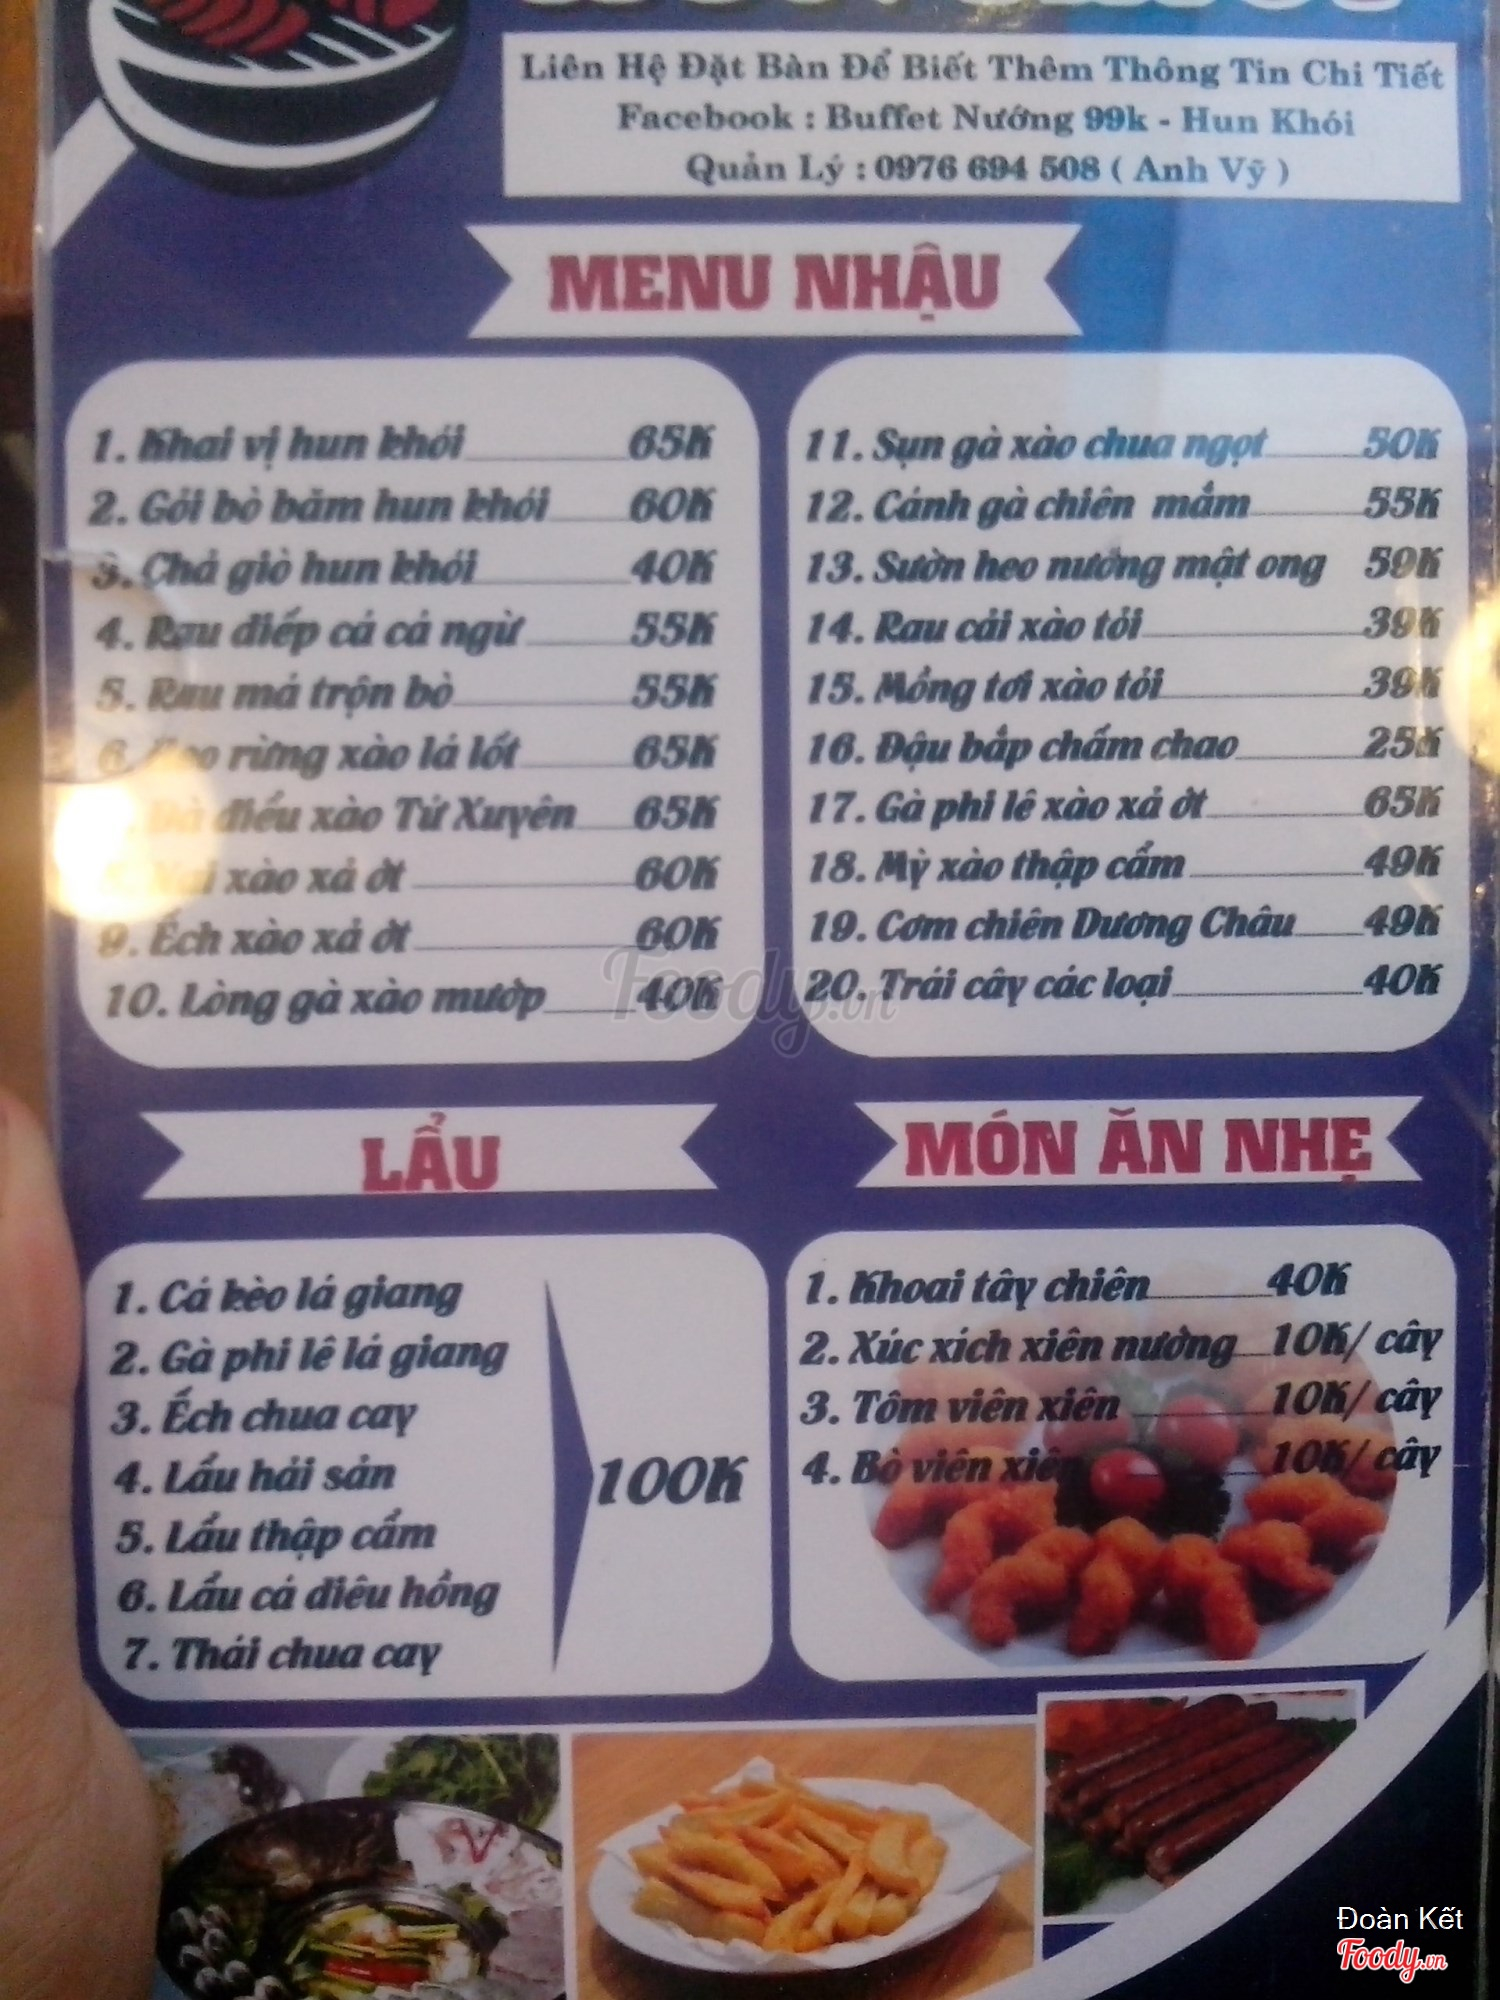 Liên Hệ Đặt Bàn Để Biết Thêm Thông Tin Chi Tiết
Facebook : Buffet Nướng 99k - Hun Khói
Quản Lý : 0976 694 508 ( Anh Vỹ )
MENU NHẬU
1. Khai vị hun khói 65K
2. Gỏi bò băm hun khói 60K
3. Chả giò hun khói 40K
4. Rau diếp cá cá ngừ 55K
5. Rau má trộn bò 55K
6. rừng xào lá lốt 65K
Đà điểu xào Tứ Xuyên 65K
xào xả ớt 60K
9. Ếch xào xả ớt 60K
10. Lòng gà xào mướp 40K
11. Sụn gà xào chua ngọt 50K
12. Cánh gà chiên mắm 55K
13. Sườn heo nướng mật ong 59K
14. Rau cải xào tỏi 39K
15. Mồng tơi xào tỏi 39K
16. Đậu bắp chấm chao 25K
17. Gà phi lê xào xả ớt 65K
18. Mỳ xào thập cẩm 49K
19. Cơm chiên Dương Châu 49K
20. Trái cây các loại 40K
Foody.vn
LẨU
1. Cá kèo lá giang
2. Gà phi lê lá giang
3. Ếch chua cay
4. Lẩu hải sản
5. Lẩu thập cẩm
6. Lẩu cá diêu hồng
7. Thái chua cay
100K
MÓN ĂN NHẸ
1. Khoai tây chiên 40K
2. Xúc xích xiên nường 10K/ cây
3. Tôm viên xiên 10K/ cây
4. Bò viên xiên 10K/ cây
Đoàn Kết
Foody.vn